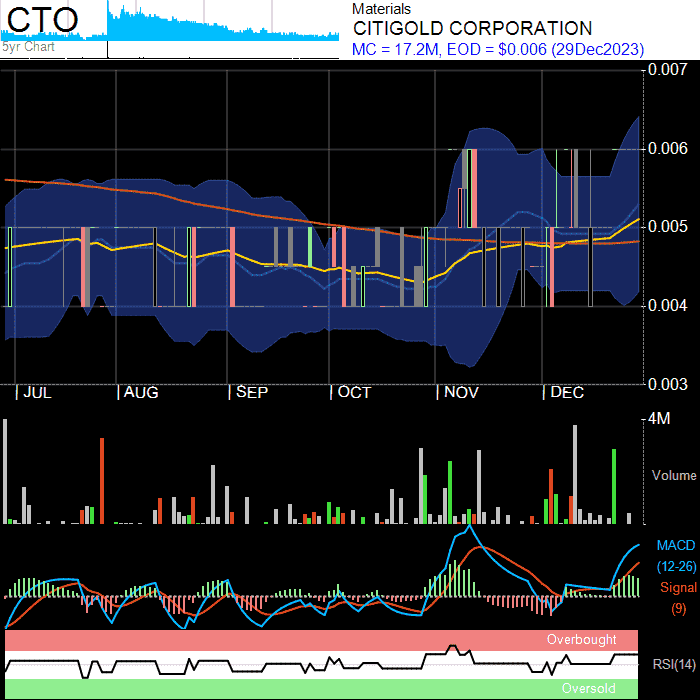 CTO
5yr Chart
Materials
CITIGOLD CORPORATION
MC = 17.2M, EOD = $0.006 (29Dec2023)
0.007
0.006
0.005
0.004
0.003
| JUL | AUG | SEP | OCT | NOV | DEC
4M
Volume
MACD
(12-26)
Signal
(9)
Overbought
RSI(14)
Oversold